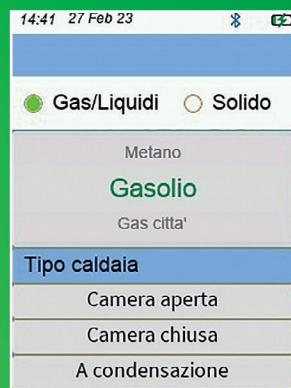 14:41 27 Feb 23
Gas/Liquidi Solido
Metano
Gasolio
Gas citta'
Tipo caldaia
Camera aperta
Camera chiusa
A condensazione